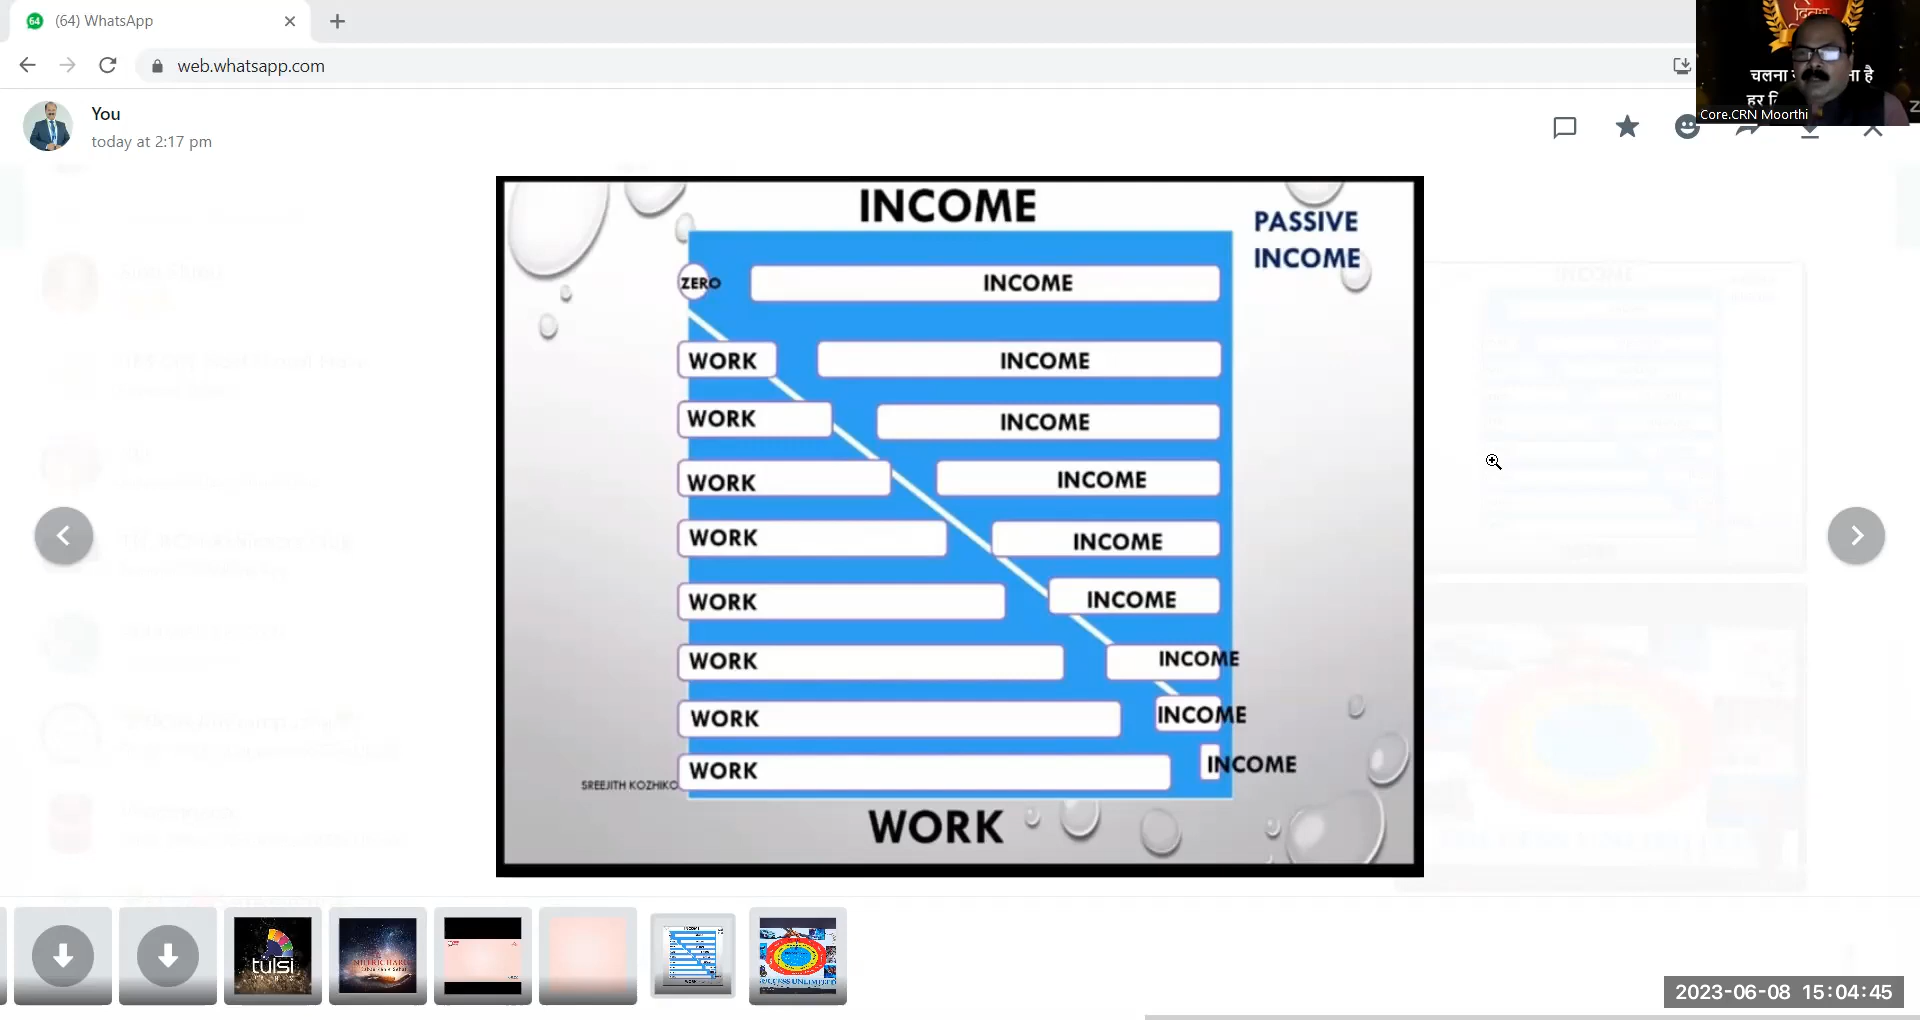 (64) WhatsApp
web.whatsapp.com
You
today at 2:17 pm
चलना
है
हर
Core.CRN Moorthi
INCOME
PASSIVE
INCOME
ZERO INCOME
WORK INCOME
WORK INCOME
WORK INCOME
WORK INCOME
WORK INCOME
WORK INCOME
WORK INCOME
WORK INCOME
SREEJITH KOZHIKO
WORK
tulsi
2023-06-08 15:04:45